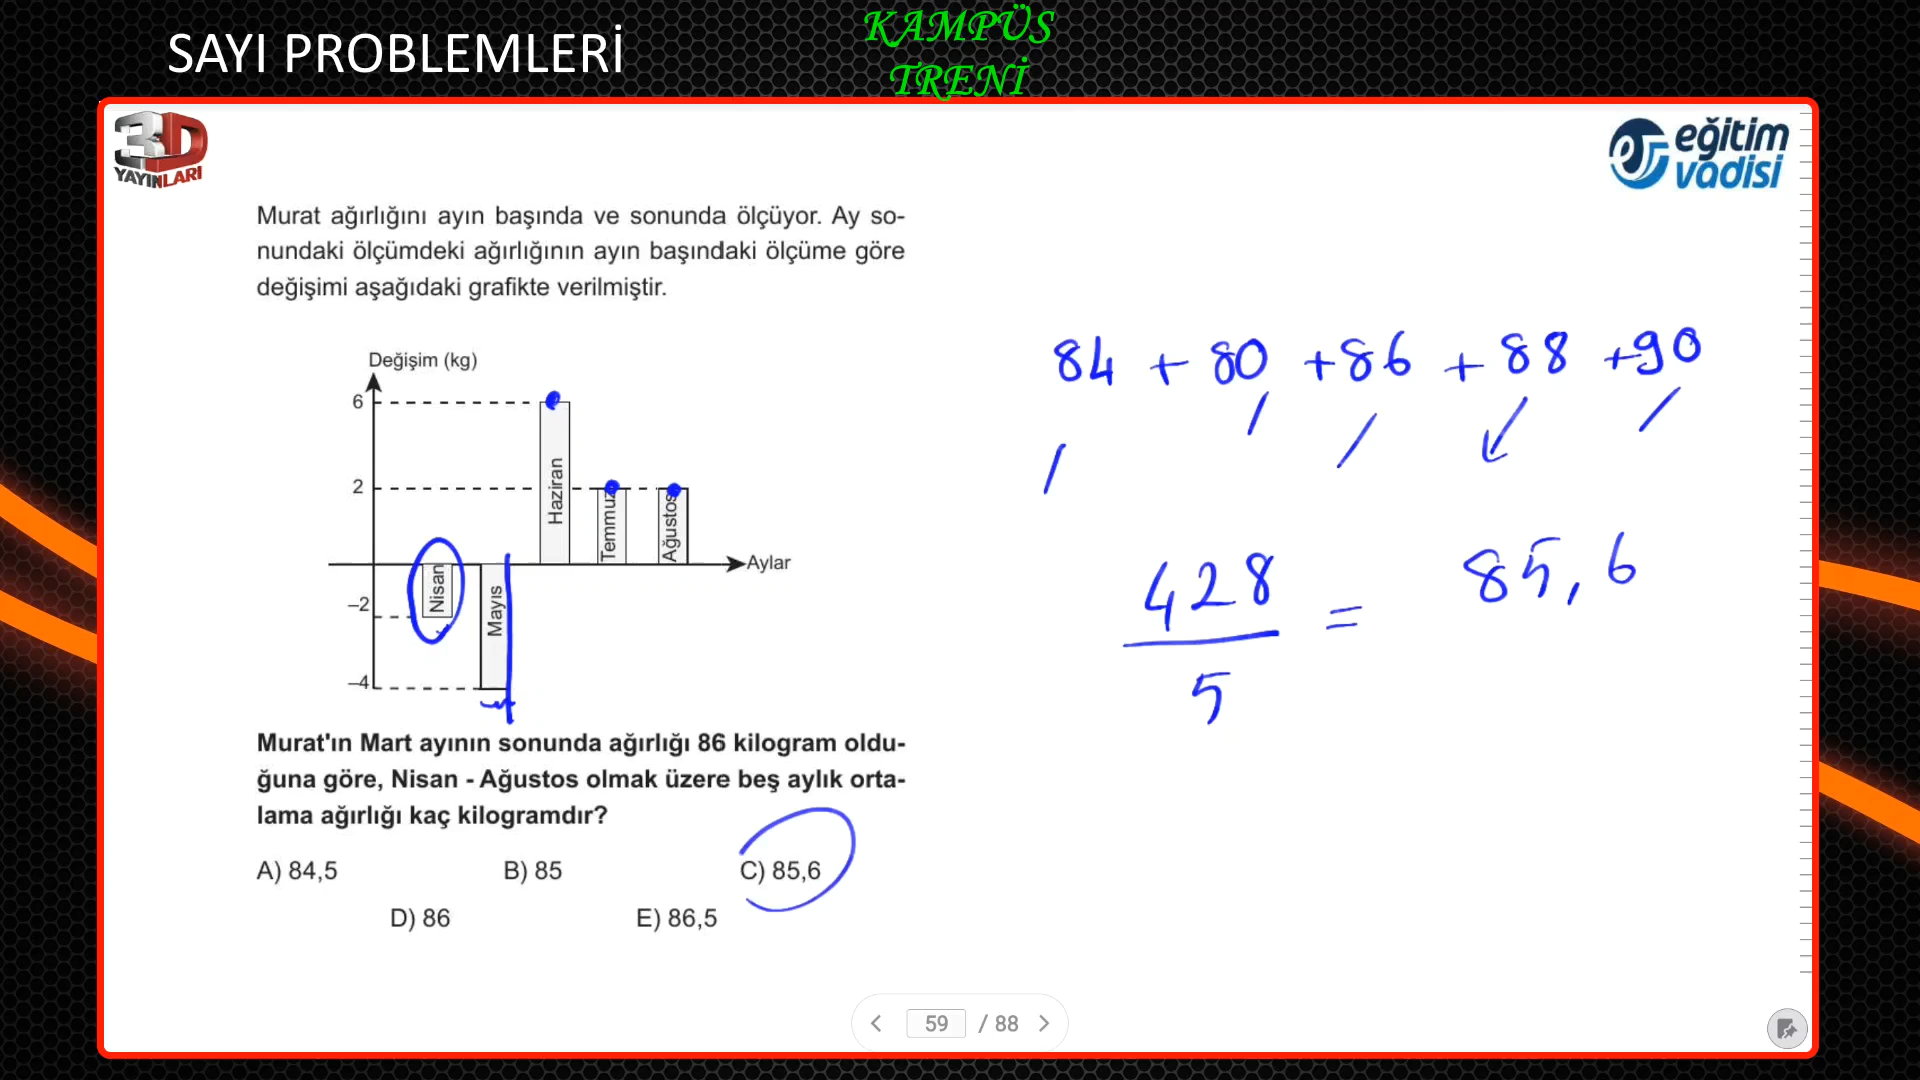 SAYI PROBLEMLERİ
KAMPÜS
TRENİ
3D
YAYINLARI
eğitim
vadisi
Murat ağırlığını ayın başında ve sonunda ölçüyor. Ay so-
nundaki ölçümdeki ağırlığının ayın başındaki ölçüme göre
değişimi aşağıdaki grafikte verilmiştir.
Değişim (kg)
6
2
Haziran
Temmuz
Ağustos
Aylar
Nisan
Mayıs
–2
–4
84 + 80 + 86 + 88 + 90
428
5
= 85,6
Murat'ın Mart ayının sonunda ağırlığı 86 kilogram oldu-
ğuna göre, Nisan - Ağustos olmak üzere beş aylık orta-
lama ağırlığı kaç kilogramdır?
A) 84,5 B) 85 C) 85,6
D) 86 E) 86,5
59 / 88